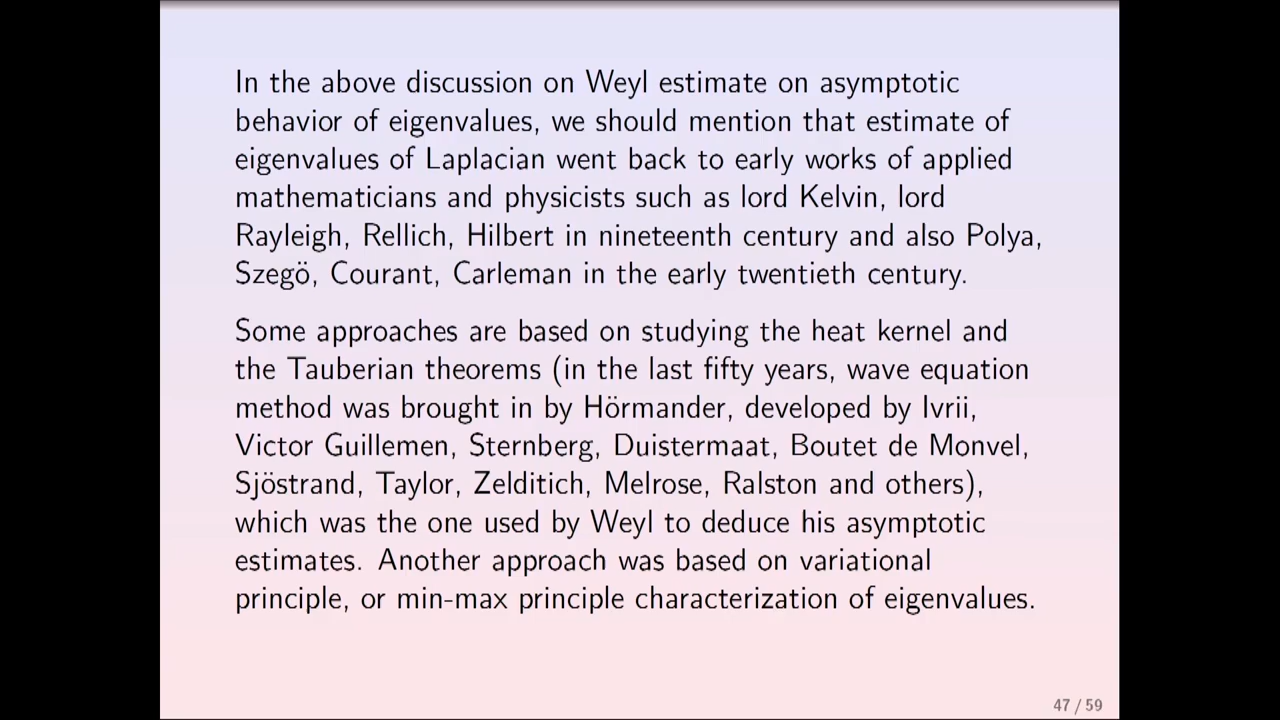 In the above discussion on Weyl estimate on asymptotic
behavior of eigenvalues, we should mention that estimate of
eigenvalues of Laplacian went back to early works of applied
mathematicians and physicists such as lord Kelvin, lord
Rayleigh, Rellich, Hilbert in nineteenth century and also Polya,
Szegö, Courant, Carleman in the early twentieth century.
Some approaches are based on studying the heat kernel and
the Tauberian theorems (in the last fifty years, wave equation
method was brought in by Hörmander, developed by Ivrii,
Victor Guillemen, Sternberg, Duistermaat, Boutet de Monvel,
Sjöstrand, Taylor, Zelditich, Melrose, Ralston and others),
which was the one used by Weyl to deduce his asymptotic
estimates. Another approach was based on variational
principle, or min-max principle characterization of eigenvalues.
47 / 59